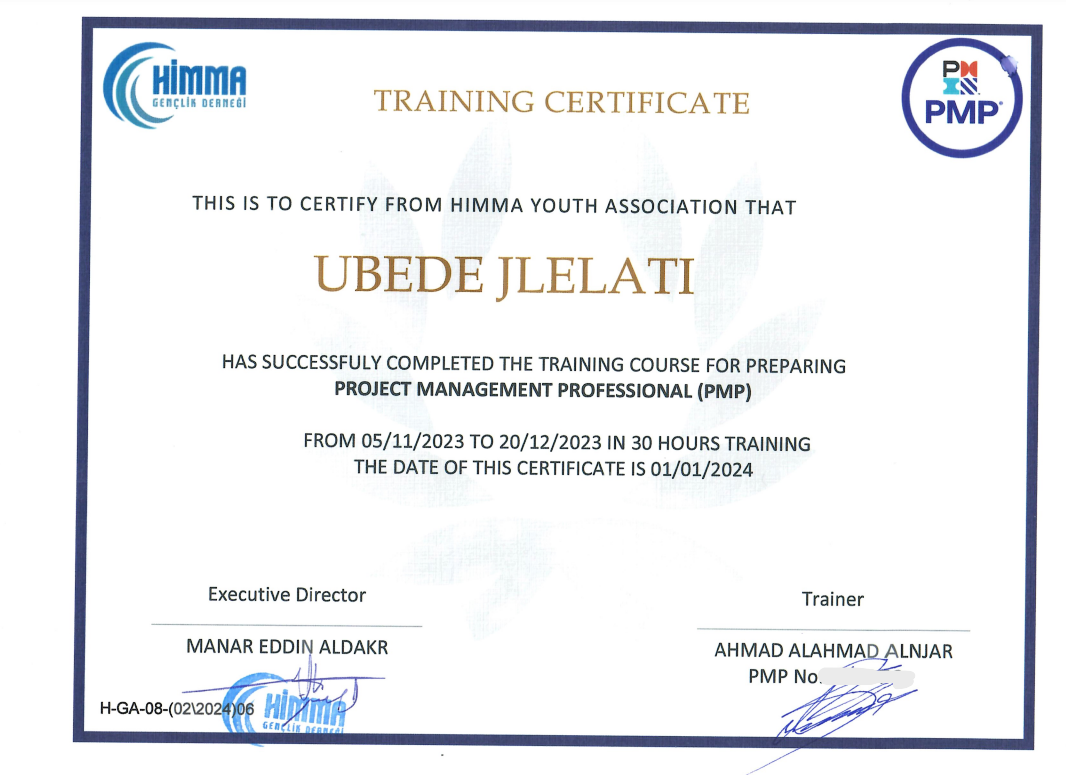 HİMMA
GENÇLİK DERNEĞİ
TRAINING CERTIFICATE
PM
I
PMP®
THIS IS TO CERTIFY FROM HIMMA YOUTH ASSOCIATION THAT
UBEDE JLELATI
HAS SUCCESSFULY COMPLETED THE TRAINING COURSE FOR PREPARING
PROJECT MANAGEMENT PROFESSIONAL (PMP)
FROM 05/11/2023 TO 20/12/2023 IN 30 HOURS TRAINING
THE DATE OF THIS CERTIFICATE IS 01/01/2024
Executive Director
Trainer
MANAR EDDIN ALDAKR
AHMAD ALAHMAD ALNJAR
PMP No.
H-GA-08-(02\2024)06
HİMMA
GENÇLİK DERNEĞİ